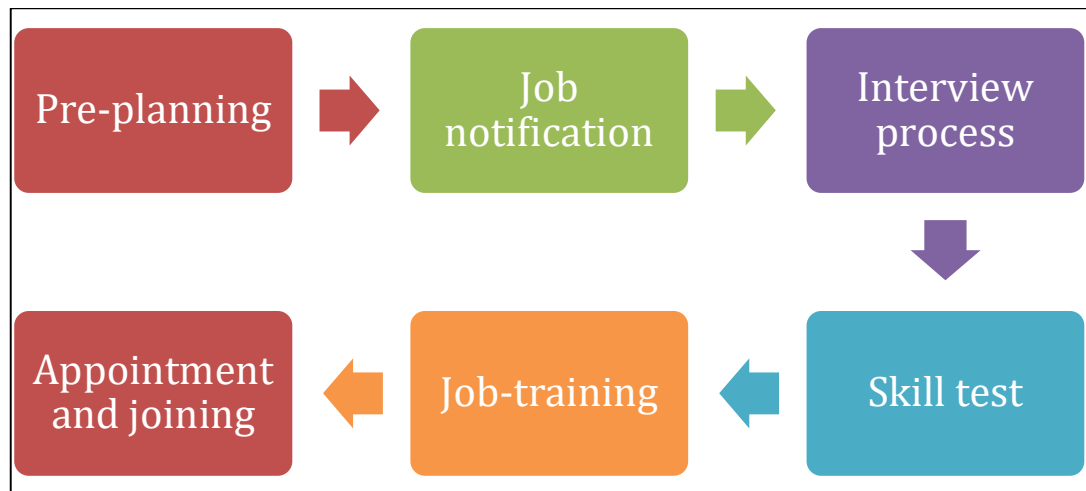 Pre-planning
Job
notification
Interview
process
Skill test
Job-training
Appointment
and joining